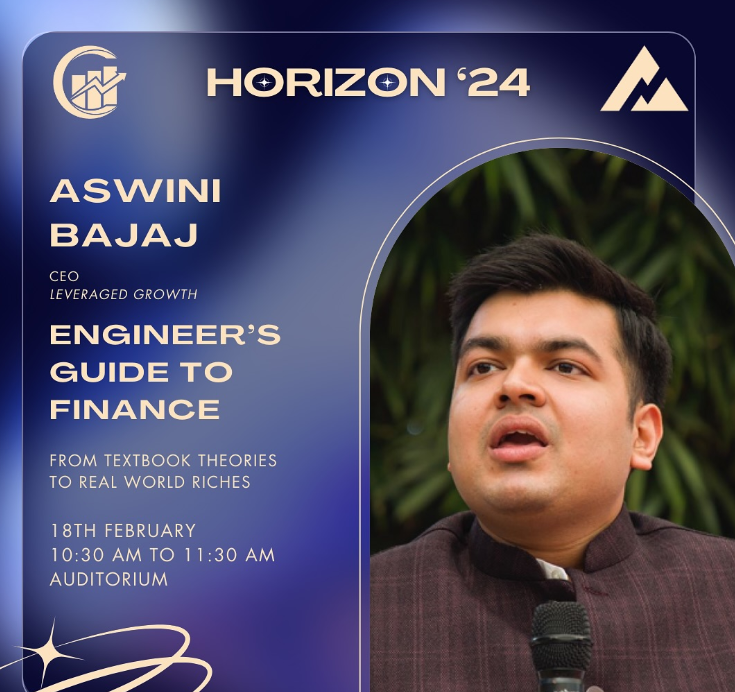 HORIZON ‘24
ASWINI
BAJAJ
CEO
LEVERAGED GROWTH
ENGINEER’S
GUIDE TO
FINANCE
FROM TEXTBOOK THEORIES
TO REAL WORLD RICHES
18TH FEBRUARY
10:30 AM TO 11:30 AM
AUDITORIUM